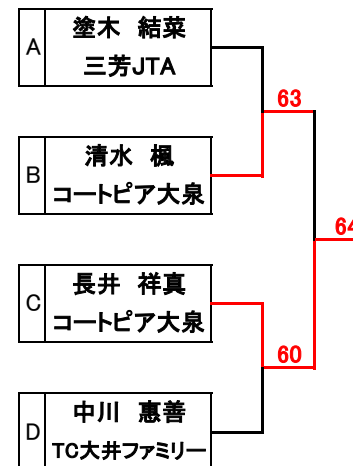 A
塗木　結菜
三芳JTA
63
B
清水　楓
コートピア大泉
64
C
長井　祥真
コートピア大泉
60
D
中川　惠善
TC大井ファミリー